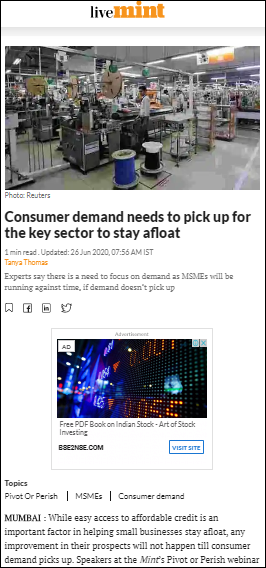 livemint
Photo: Reuters
Consumer demand needs to pick up for
the key sector to stay afloat
1 min read . Updated: 26 Jun 2020, 07:56 AM IST
Tanya Thomas
Experts say there is a need to focus on demand as MSMEs will be
running against time, if demand doesn't pick up
Advertisement
AD
Free PDF Book on Indian Stock - Art of Stock
Investing
BSE2NSE.COM
VISIT SITE
Topics
Pivot Or Perish | MSMEs | Consumer demand
MUMBAI : While easy access to affordable credit is an
important factor in helping small businesses stay afloat, any
improvement in their prospects will not happen till consumer
demand picks up. Speakers at the Mint's Pivot or Perish webinar